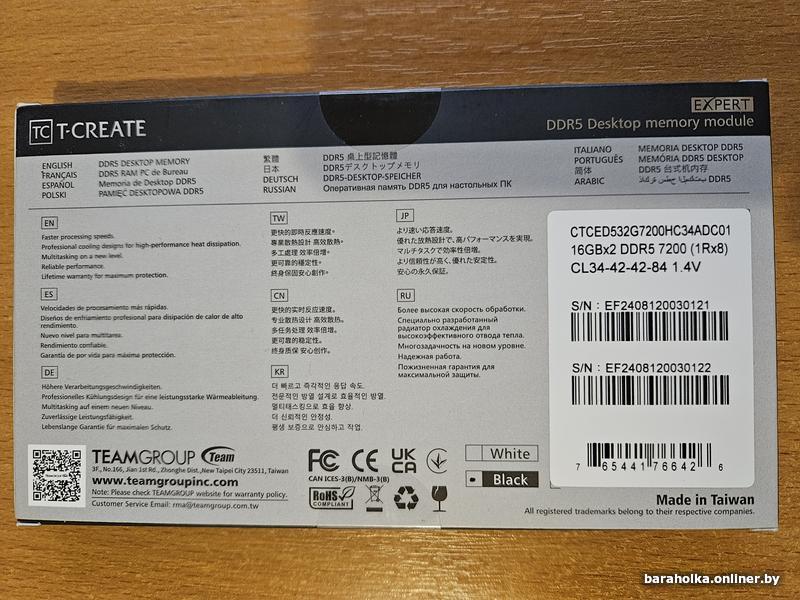 TC T-CREATE
EXPERT
DDR5 Desktop memory module
ENGLISH DDR5 DESKTOP MEMORY
FRANÇAIS DDR5 RAM PC de Bureau
ESPAÑOL Memoria de Desktop DDR5
POLSKI PAMIĘĆ DESKTOPOWA DDR5
繁體 DDR5 桌上型記憶體
日本 DDR5デスクトップメモリ
DEUTSCH DDR5-DESKTOP-SPEICHER
RUSSIAN Оперативная память DDR5 для настольных ПК
ITALIANO MEMORIA DESKTOP DDR5
PORTUGUÊS MEMÓRIA DDR5 DESKTOP
简体 DDR5 台式机内存
ARABIC DDR5
EN
Faster processing speeds.
Professional cooling designs for high-performance heat dissipation.
Multitasking on a new level.
Reliable performance.
Lifetime warranty for maximum protection.
ES
Velocidades de procesamiento más rápidas.
Diseños de enfriamiento profesional para disipación de calor de alto
rendimiento.
Nuevo nivel para multitarea.
Rendimiento confiable.
Garantía de por vida para máxima protección.
DE
Höhere Verarbeitungsgeschwindigkeiten.
Professionelles Kühlungsdesign für eine leistungsstarke Wärmeableitung.
Multitasking auf einem neuen Niveau.
Zuverlässige Leistungsfähigkeit.
Lebenslange Garantie für maximalen Schutz.
TW
更快的即時反應速度。
專業散熱設計 高效散熱。
多工處理 效率倍增。
更可靠的穩定性。
終身保固安心創作。
CN
更快的实时反应速度。
专业散热设计 高效散热。
多任务处理 效率倍增。
更可靠的稳定性。
终身质保 安心创作。
KR
더 빠르고 즉각적인 응답 속도.
전문적인 방열 설계로 효율적인 방열.
멀티태스킹으로 효율 향상.
더 신뢰적인 안정성.
평생 보증으로 안심하고 작업.
JP
より速い応答速度。
優れた放熱設計で、高パフォーマンスを実現。
マルチタスクで効率性倍増。
より信頼性が高く、優れた安定性。
安心の永久保証。
RU
Более высокая скорость обработки.
Специально разработанный
радиатор охлаждения для
высокоэффективного отвода тепла.
Многозадачность на новом уровне.
Надежная работа.
Пожизненная гарантия для
максимальной защиты.
CTCED532G7200HC34ADC01
16GBx2 DDR5 7200 (1Rx8)
CL34-42-42-84 1.4V
S/N : EF2408120030121
S/N : EF2408120030122
7 65441 76642 6
TEAMGROUP Team
3F., No.166, Jian 1st Rd., Zhonghe Dist.,New Taipei City 23511, Taiwan
www.teamgroupinc.com
Note: Please check TEAMGROUP website for warranty policy.
Customer Service Email: rma@teamgroup.com.tw
FC CE UK CA
CAN ICES-3(B)/NMB-3(B)
RoHS COMPLIANT
White
Black
Made in Taiwan
All registered trademarks belong to their respective companies.
baraholka.onliner.by